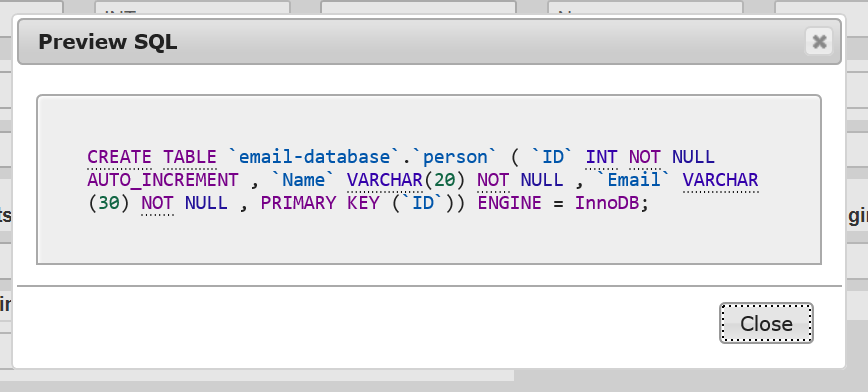 Preview SQL
CREATE TABLE `email-database`.`person` ( `ID` INT NOT NULL
AUTO_INCREMENT , `Name` VARCHAR(20) NOT NULL , `Email` VARCHAR
(30) NOT NULL , PRIMARY KEY (`ID`)) ENGINE = InnoDB;
Close